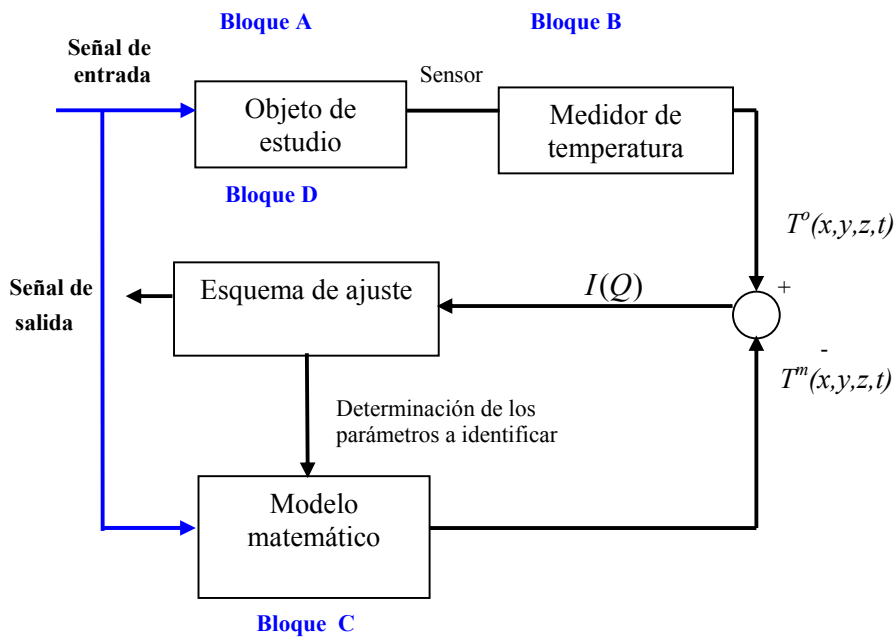 Bloque A
Bloque B
Señal de
entrada
Sensor
Objeto de
estudio
Medidor de
temperatura
Bloque D
T^o(x,y,z,t)
Señal de
salida
Esquema de ajuste
I(Q)
+
-
T^m(x,y,z,t)
Determinación de los
parámetros a identificar
Modelo
matemático
Bloque C